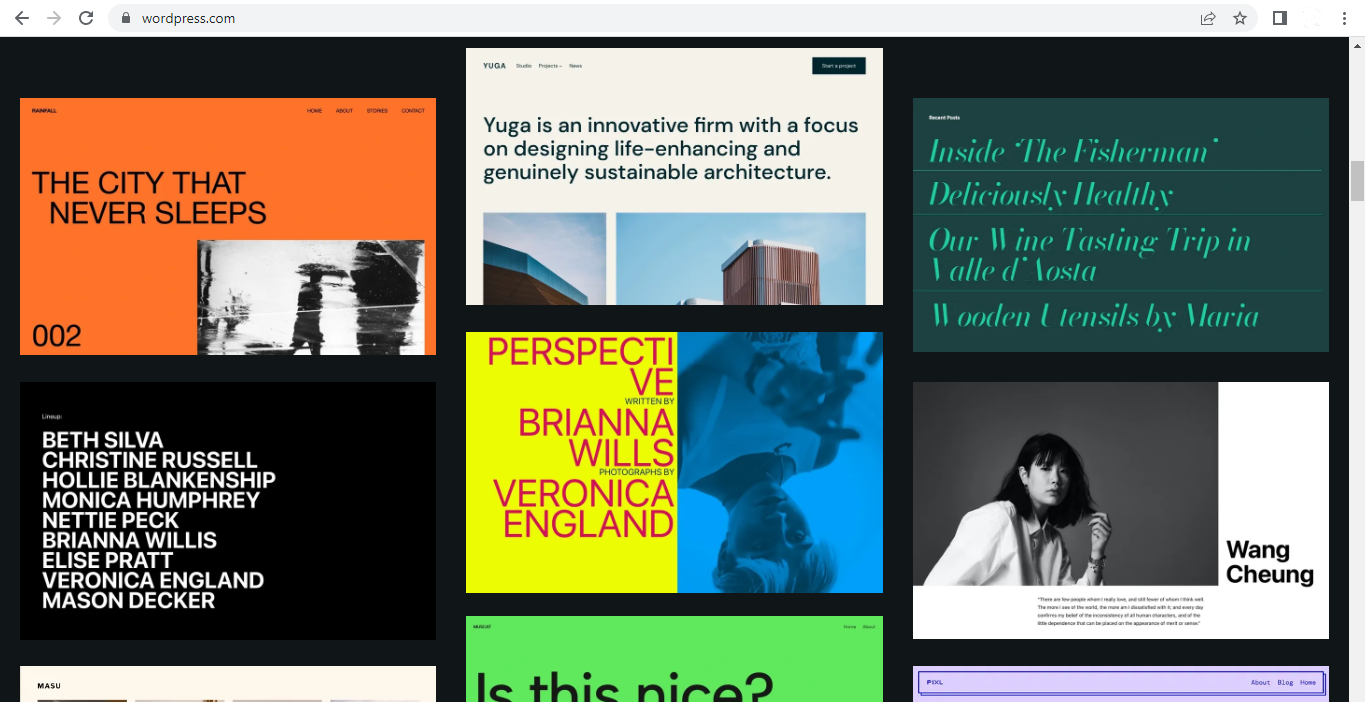 wordpress.com
RAINFALL HOME ABOUT STORIES CONTACT
THE CITY THAT
NEVER SLEEPS
002
Lineup:
BETH SILVA
CHRISTINE RUSSELL
HOLLIE BLANKENSHIP
MONICA HUMPHREY
NETTIE PECK
BRIANNA WILLIS
ELISE PRATT
VERONICA ENGLAND
MASON DECKER
MASU
YUGA Studio Projects News Start a project
Yuga is an innovative firm with a focus
on designing life-enhancing and
genuinely sustainable architecture.
PERSPECTI
VE
WRITTEN BY
BRIANNA
WILLS
PHOTOGRAPHS BY
VERONICA
ENGLAND
MUSCAT Home About
Is this nice?
Recent Posts
Inside ‘The Fisherman’
Deliciously Healthy
Our Wine Tasting Trip in
Valle d’Aosta
Wooden Utensils by Maria
Wang
Cheung
“There are few people whom I really love, and still fewer of whom I think well.
The more I see of the world, the more am I dissatisfied with it; and every day
confirms my belief of the inconsistency of all human characters, and of the
little dependence that can be placed on the appearance of merit or sense.”
PIXL About Blog Home